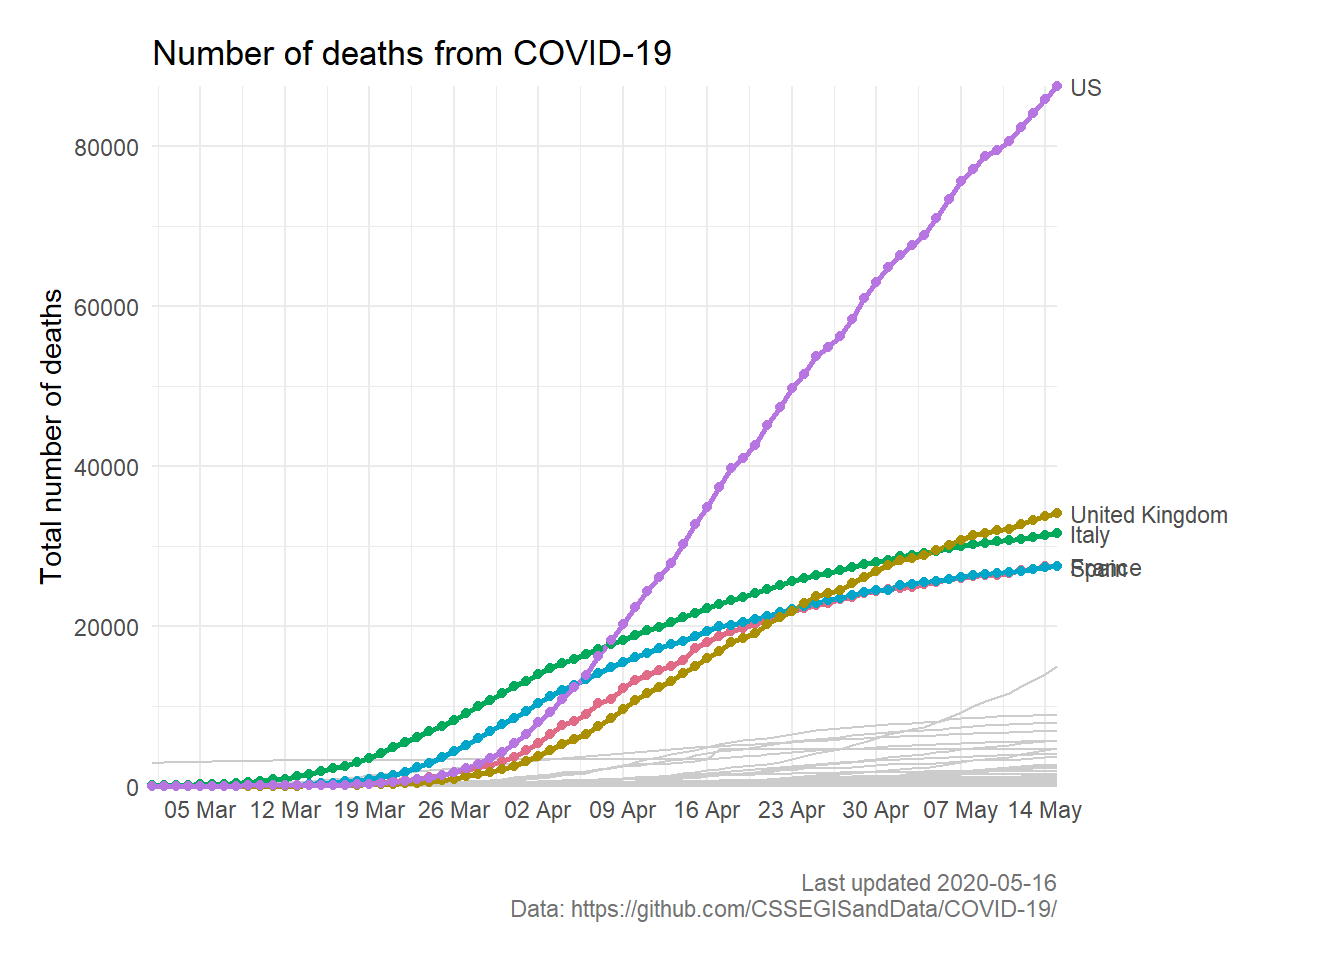 Number of deaths from COVID-19
Total number of deaths
80000
60000
40000
20000
0
US
United Kingdom
Italy
France
Spain
05 Mar 12 Mar 19 Mar 26 Mar 02 Apr 09 Apr 16 Apr 23 Apr 30 Apr 07 May 14 May
Last updated 2020-05-16
Data: https://github.com/CSSEGISandData/COVID-19/